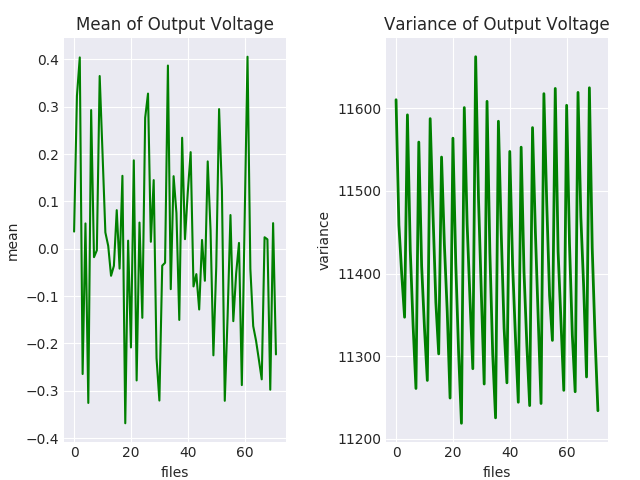 Mean of Output Voltage
0.4
0.3
0.2
0.1
0.0
−0.1
−0.2
−0.3
−0.4
mean
0 20 40 60
files
Variance of Output Voltage
11600
11500
11400
11300
11200
variance
0 20 40 60
files